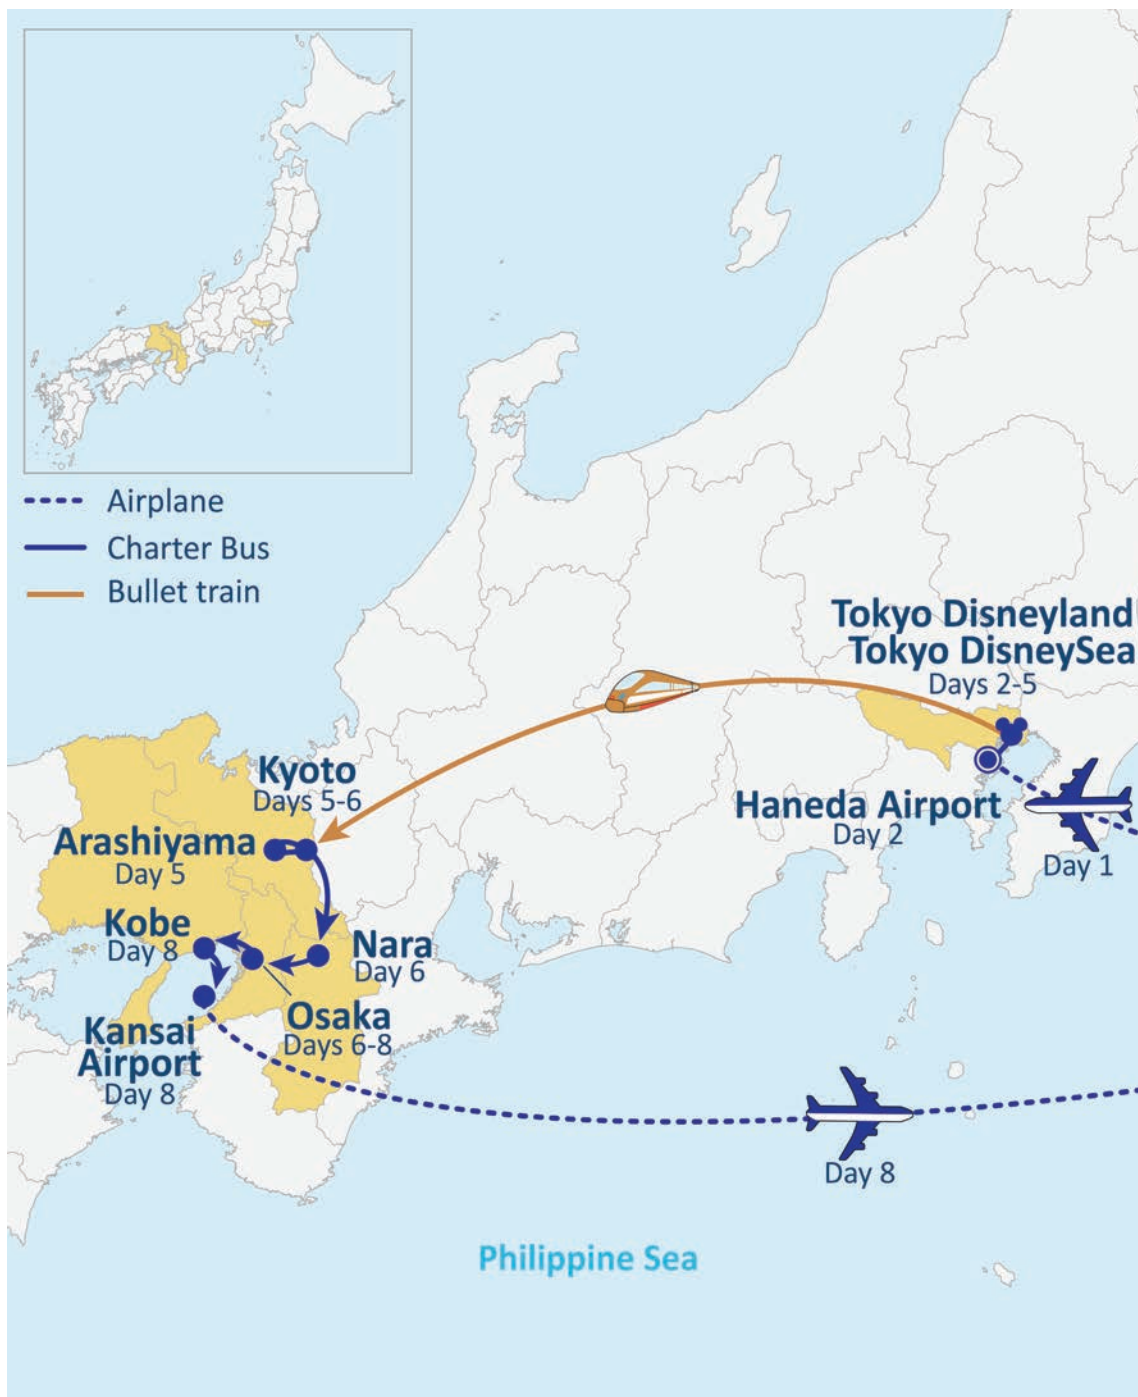 Airplane
Charter Bus
Bullet train
Tokyo Disneyland
Tokyo DisneySea
Days 2-5
Haneda Airport
Day 2
Day 1
Kyoto
Days 5-6
Arashiyama
Day 5
Kobe
Day 8
Nara
Day 6
Osaka
Days 6-8
Kansai
Airport
Day 8
Day 8
Philippine Sea